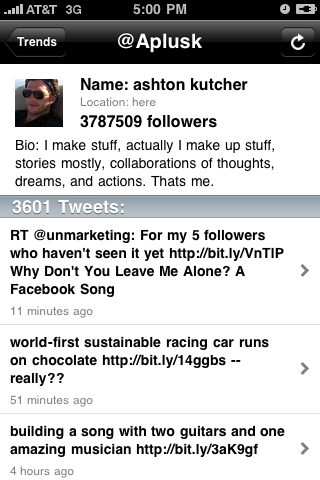 AT&T 3G 5:00 PM
Trends @Aplusk
Name: ashton kutcher
Location: here
3787509 followers
Bio: I make stuff, actually I make up stuff,
stories mostly, collaborations of thoughts,
dreams, and actions. Thats me.
3601 Tweets:
RT @unmarketing: For my 5 followers
who haven't seen it yet http://bit.ly/VnTlP
Why Don't You Leave Me Alone? A
Facebook Song
11 minutes ago
world-first sustainable racing car runs
on chocolate http://bit.ly/14ggbs --
really??
51 minutes ago
building a song with two guitars and one
amazing musician http://bit.ly/3aK9gf
4 hours ago